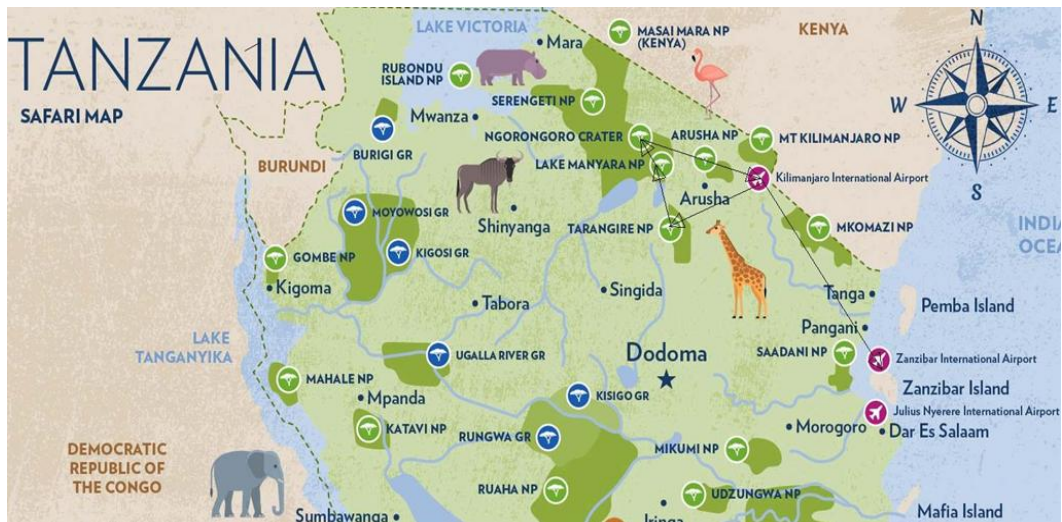 TANZANIA
SAFARI MAP
LAKE VICTORIA
Mara
MASAI MARA NP
(KENYA)
KENYA
N
W
E
S
RUBONDU
ISLAND NP
SERENGETI NP
Mwanza
NGORONGORO CRATER
ARUSHA NP
MT KILIMANJARO NP
BURIGI GR
LAKE MANYARA NP
Kilimanjaro International Airport
BURUNDI
Arusha
MOYOWOSI GR
Shinyanga
TARANGIRE NP
MKOMAZI NP
INDIA
OCEA
GOMBE NP
KIGOSI GR
Kigoma
Tabora
Singida
Tanga
Pemba Island
Pangani
LAKE
TANGANYIKA
UGALLA RIVER GR
Dodoma
SAADANI NP
Zanzibar International Airport
MAHALE NP
Mpanda
KISIGO GR
Zanzibar Island
Julius Nyerere International Airport
KATAVI NP
RUNGWA GR
Morogoro
Dar Es Salaam
DEMOCRATIC
REPUBLIC OF
THE CONGO
MIKUMI NP
RUAHA NP
UDZUNGWA NP
Sumbawanga
Iringa
Mafia Island